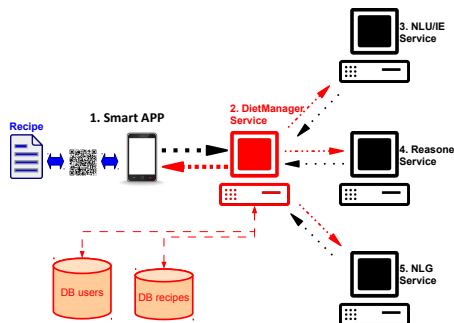 3. NLU/IE
Service
1. Smart APP
2. DietManager
Service
Recipe
4. Reasone
Service
5. NLG
Service
DB users
DB recipes